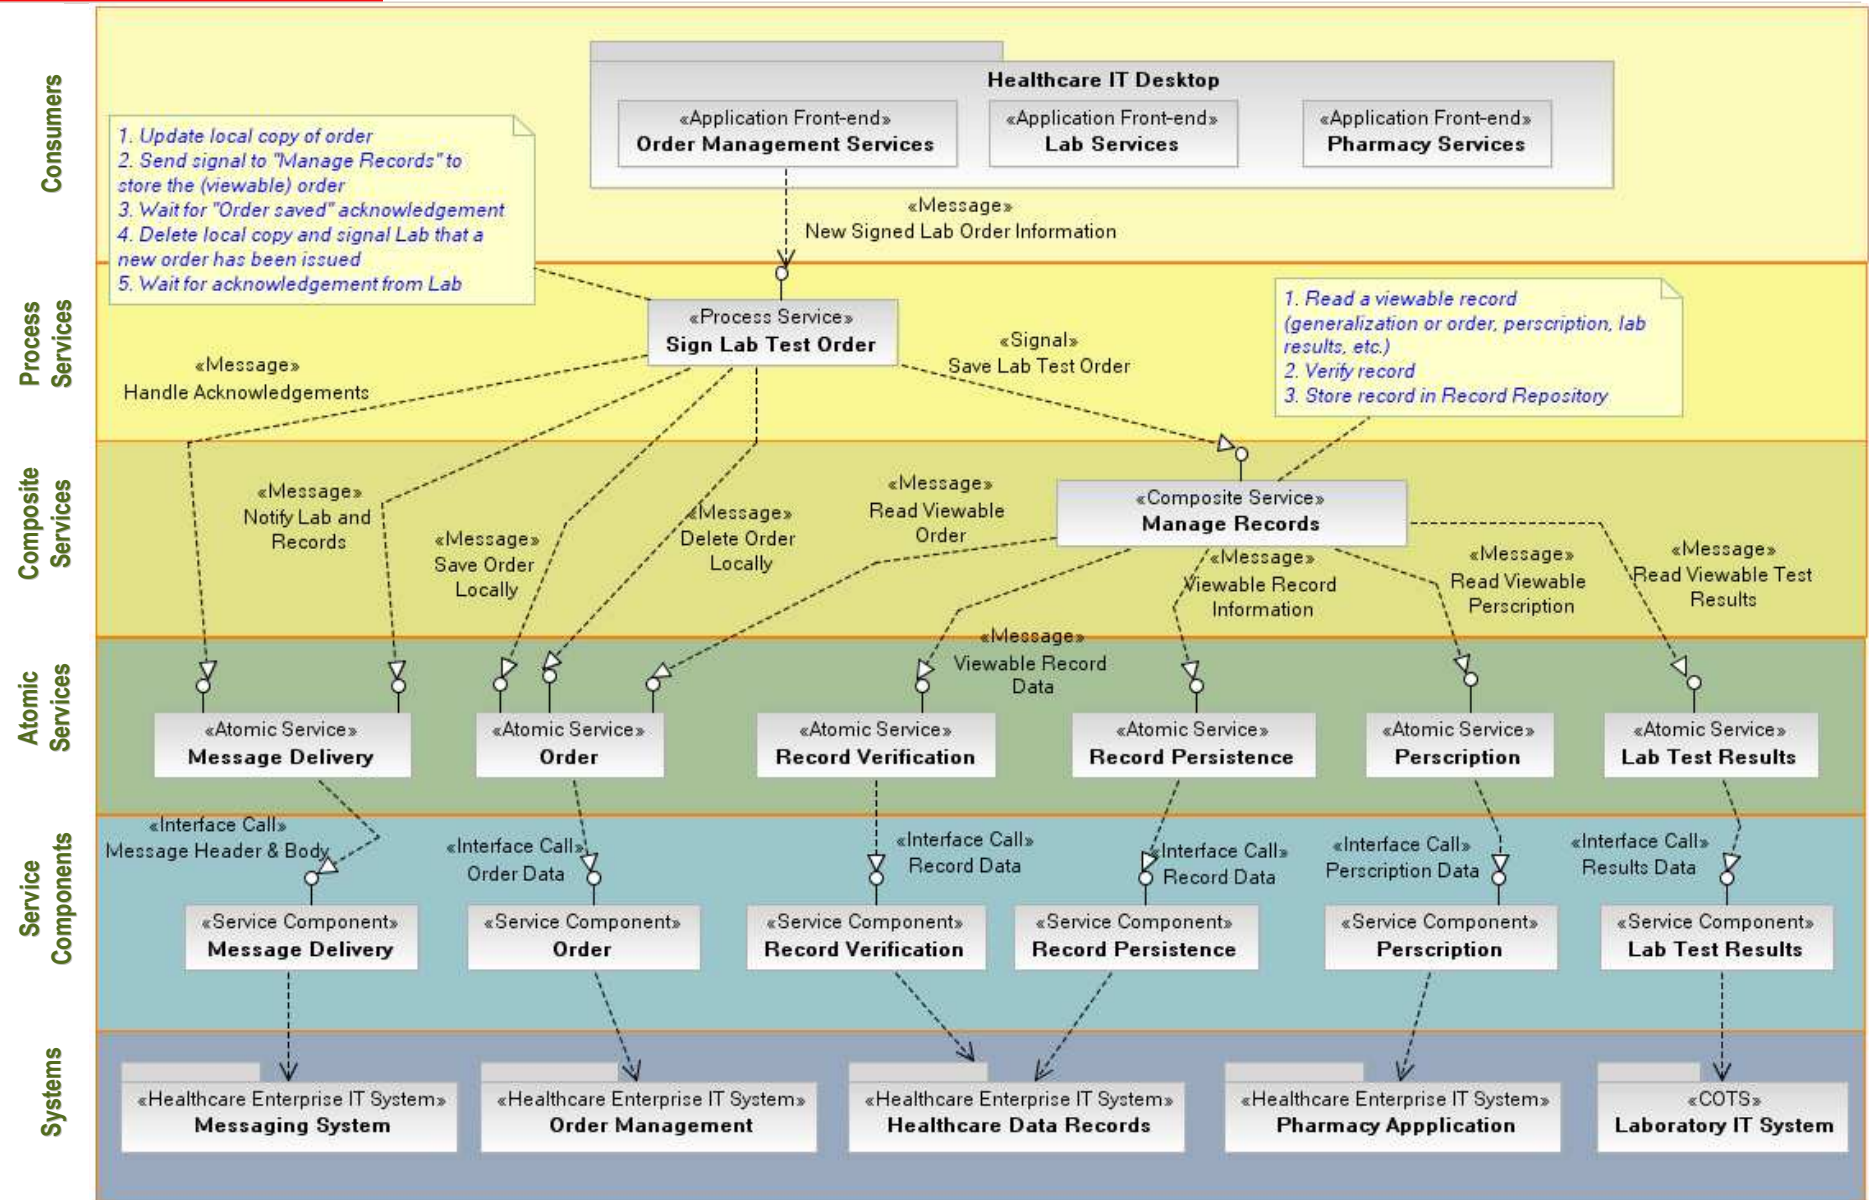 Consumers
Healthcare IT Desktop
«Application Front-end»
Order Management Services
«Application Front-end»
Lab Services
«Application Front-end»
Pharmacy Services
1. Update local copy of order
2. Send signal to "Manage Records" to
store the (viewable) order
3. Wait for "Order saved" acknowledgement
4. Delete local copy and signal Lab that a
new order has been issued
5. Wait for acknowledgement from Lab
«Message»
New Signed Lab Order Information
Process
Services
«Process Service»
Sign Lab Test Order
1. Read a viewable record
(generalization or order, perscription, lab
results, etc.)
2. Verify record
3. Store record in Record Repository
«Message»
Handle Acknowledgements
«Signal»
Save Lab Test Order
Composite
Services
«Message»
Notify Lab and
Records
«Message»
Save Order
Locally
«Message»
Delete Order
Locally
«Message»
Read Viewable
Order
«Composite Service»
Manage Records
«Message»
Viewable Record
Information
«Message»
Read Viewable
Perscription
«Message»
Read Viewable Test
Results
«Message»
Viewable Record
Data
Atomic
Services
«Atomic Service»
Message Delivery
«Atomic Service»
Order
«Atomic Service»
Record Verification
«Atomic Service»
Record Persistence
«Atomic Service»
Perscription
«Atomic Service»
Lab Test Results
Service
Components
«Interface Call»
Message Header & Body
«Interface Call»
Order Data
«Interface Call»
Record Data
«Interface Call»
Record Data
«Interface Call»
Perscription Data
«Interface Call»
Results Data
«Service Component»
Message Delivery
«Service Component»
Order
«Service Component»
Record Verification
«Service Component»
Record Persistence
«Service Component»
Perscription
«Service Component»
Lab Test Results
Systems
«Healthcare Enterprise IT System»
Messaging System
«Healthcare Enterprise IT System»
Order Management
«Healthcare Enterprise IT System»
Healthcare Data Records
«Healthcare Enterprise IT System»
Pharmacy Appplication
«COTS»
Laboratory IT System